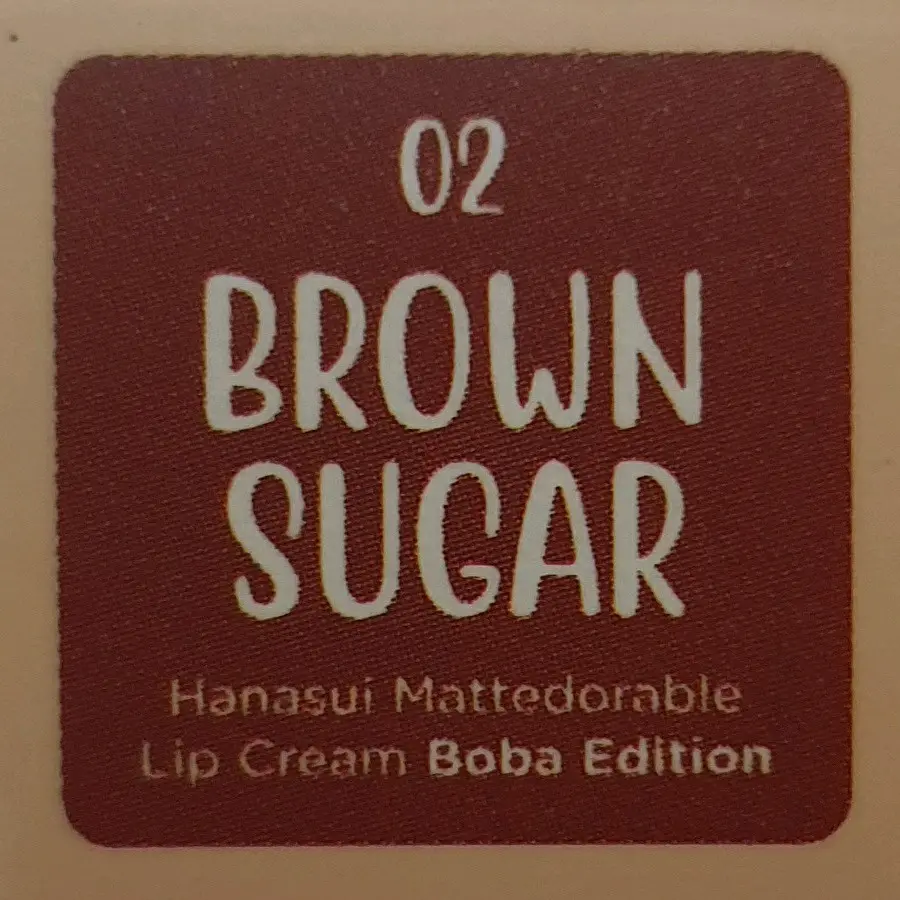 02
BROWN
SUGAR
Hanasui Mattedorable
Lip Cream Boba Edition